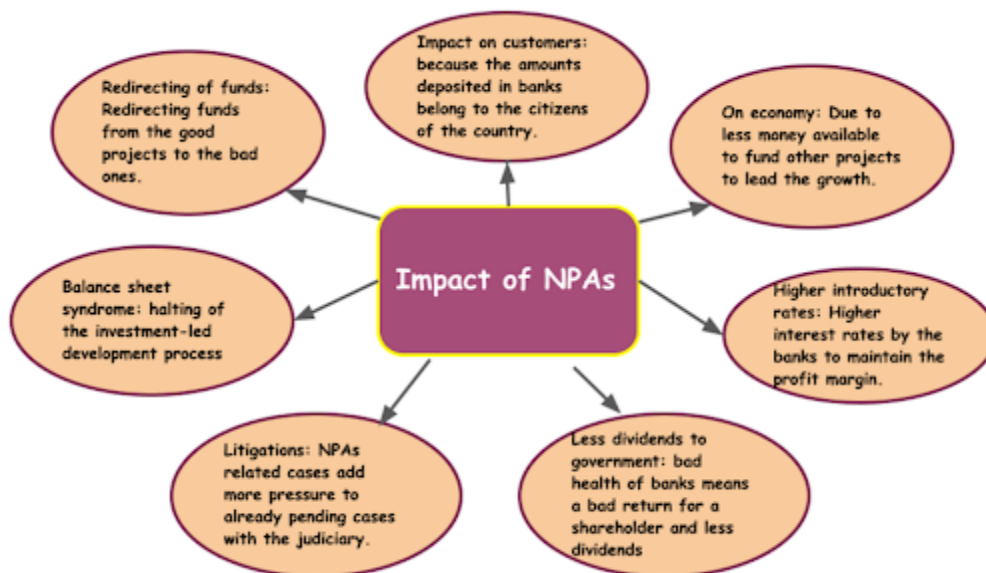 Impact on customers:
because the amounts
deposited in banks
belong to the citizens
of the country.
Redirecting of funds:
Redirecting funds
from the good
projects to the bad
ones.
On economy: Due to
less money available
to fund other projects
to lead the growth.
Impact of NPAs
Balance sheet
syndrome: halting of
the investment-led
development process
Higher introductory
rates: Higher
interest rates by the
banks to maintain the
profit margin.
Litigations: NPAs
related cases add
more pressure to
already pending cases
with the judiciary.
Less dividends to
government: bad
health of banks means
a bad return for a
shareholder and less
dividends